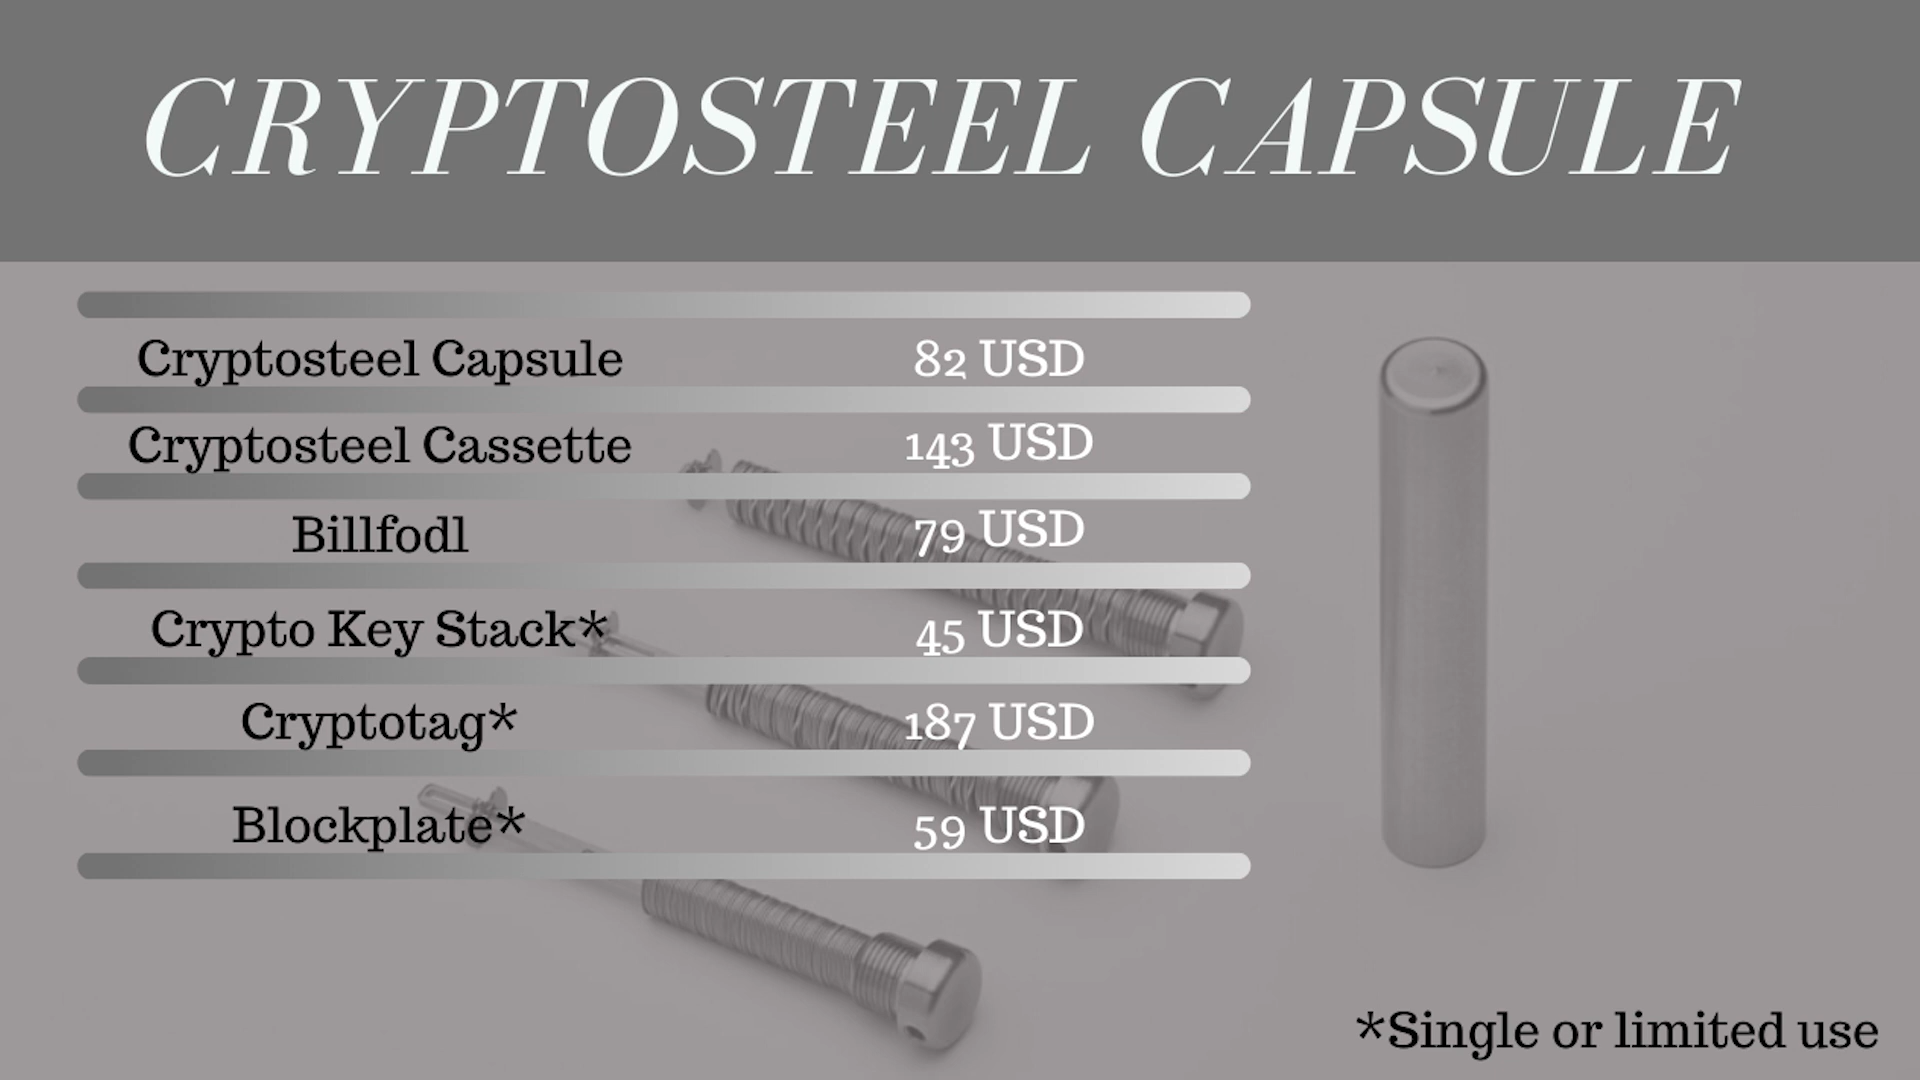 CRYPTOSTEEL CAPSULE
Cryptosteel Capsule 82 USD
Cryptosteel Cassette 143 USD
Billfodl 79 USD
Crypto Key Stack* 45 USD
Cryptotag* 187 USD
Blockplate* 59 USD
*Single or limited use